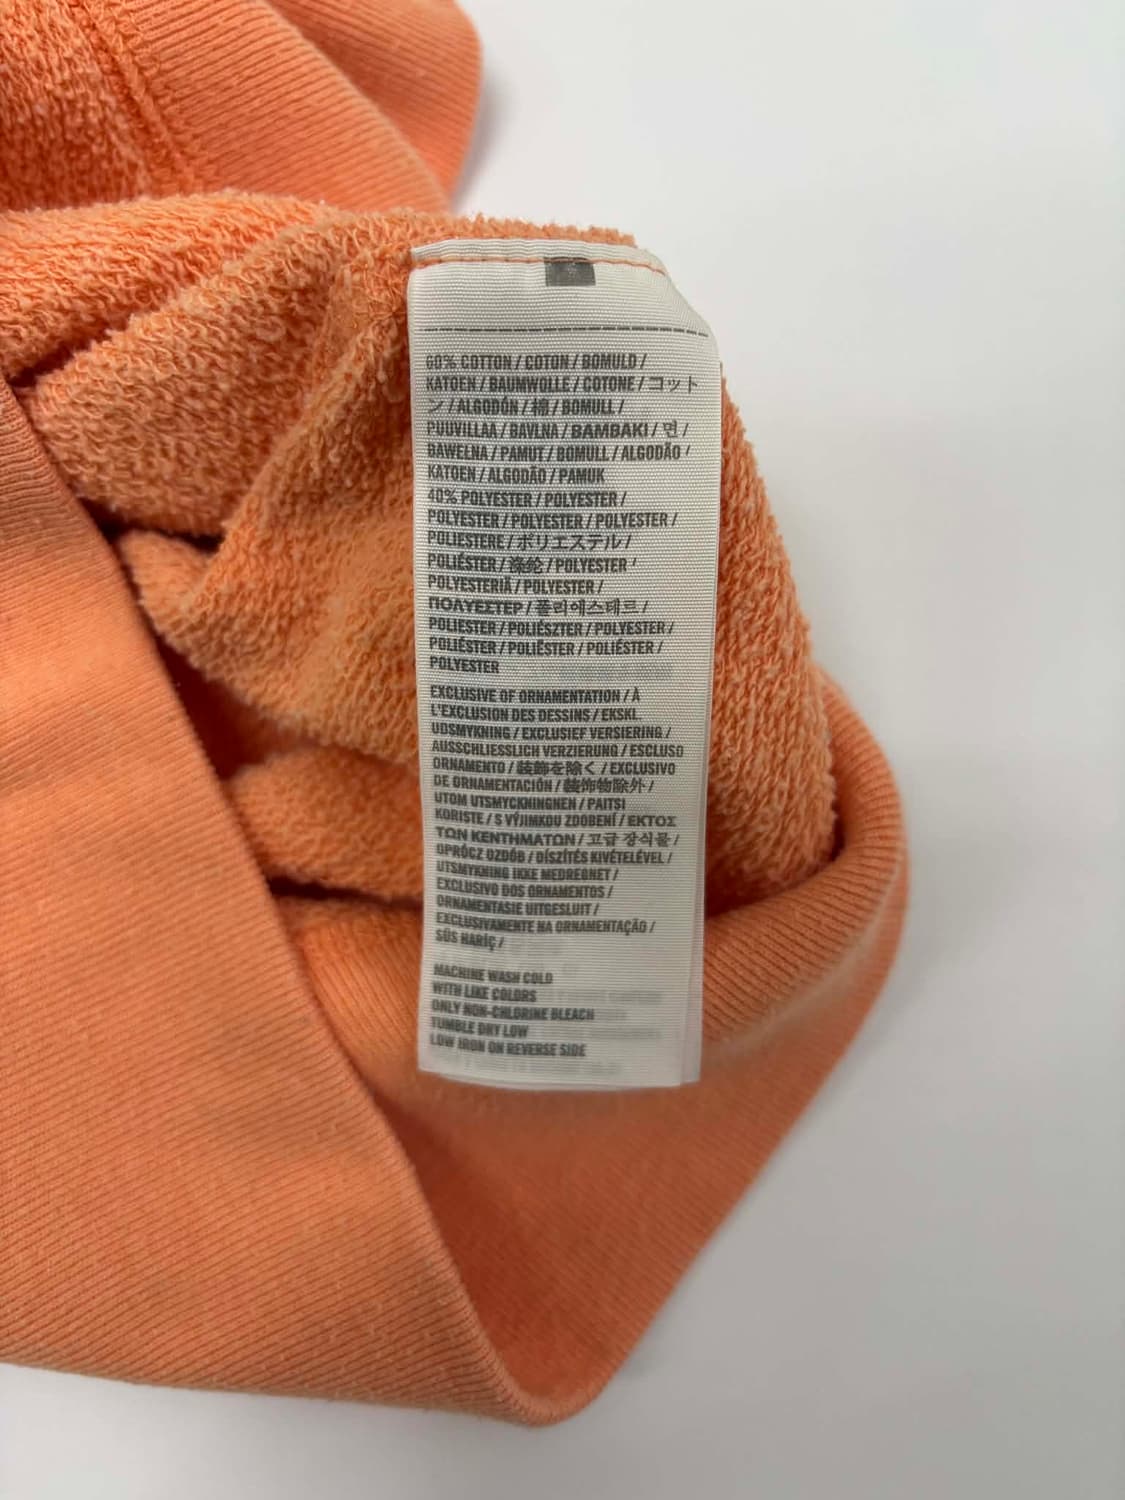 60% COTTON / COTON / BOMULD /
KATOEN / BAUMWOLLE / COTONE / コット
ン / ALGODÓN / 棉 / BOMULL /
PUUVILLAA / BAVLNA / BAMBAKI / 면 /
BAWEŁNA / PAMUT / BOMULL / ALGODÃO /
KATOEN / ALGODÃO / PAMUK
40% POLYESTER / POLYESTER /
POLYESTER / POLYESTER / POLYESTER /
POLIESTERE / ポリエステル /
POLIÉSTER / 涤纶 / POLYESTER /
POLYESTERIÄ / POLYESTER /
ΠΟΛΥΕΣΤΕΡ / 폴리에스테르 /
POLIESTER / POLIÉSZTER / POLYESTER /
POLIÉSTER / POLIËSTER / POLIÉSTER /
POLYESTER
EXCLUSIVE OF ORNAMENTATION / À
L'EXCLUSION DES DESSINS / EKSKL.
UDSMYKNING / EXCLUSIEF VERSIERING /
AUSSCHLIESSLICH VERZIERUNG / ESCLUSO
ORNAMENTO / 装飾を除く / EXCLUSIVO
DE ORNAMENTACIÓN / 装饰物除外 /
UTOM UTSMYCKNINGNEN / PAITSI
KORISTE / S VÝJIMKOU ZDOBENÍ / ΕΚΤΟΣ
ΤΩΝ ΚΕΝΤΗΜΑΤΩΝ / 고급 장식물 /
OPRÓCZ OZDÓB / DÍSZÍTÉS KIVÉTELÉVEL /
UTSMYKNING IKKE MEDREGNET /
EXCLUSIVO DOS ORNAMENTOS /
ORNAMENTASIE UITGESLUIT /
EXCLUSIVAMENTE NA ORNAMENTAÇÃO /
SÜS HARİÇ /
MACHINE WASH COLD
WITH LIKE COLORS
ONLY NON-CHLORINE BLEACH
TUMBLE DRY LOW
LOW IRON ON REVERSE SIDE